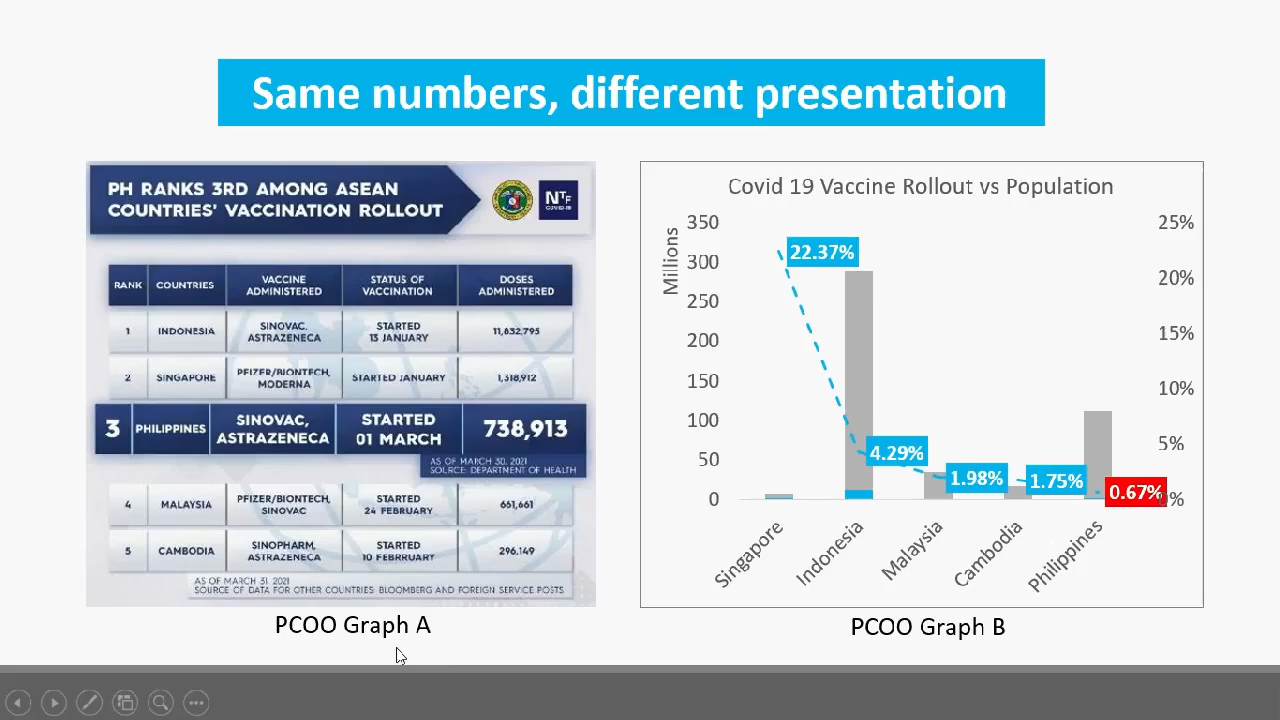 Same numbers, different presentation
PH RANKS 3RD AMONG ASEAN
COUNTRIES' VACCINATION ROLLOUT
NTF
COVID-19
RANK COUNTRIES VACCINE ADMINISTERED STATUS OF VACCINATION DOSES ADMINISTERED
1 INDONESIA SINOVAC, ASTRAZENECA STARTED 13 JANUARY 11,632,795
2 SINGAPORE PFIZER/BIONTECH, MODERNA STARTED JANUARY 1,318,912
3 PHILIPPINES SINOVAC, ASTRAZENECA STARTED 01 MARCH 738,913
AS OF MARCH 30, 2021
SOURCE: DEPARTMENT OF HEALTH
4 MALAYSIA PFIZER/BIONTECH, SINOVAC STARTED 24 FEBRUARY 651,661
5 CAMBODIA SINOPHARM, ASTRAZENECA STARTED 10 FEBRRUARY 296,149
AS OF MARCH 31, 2021
SOURCE OF DATA FOR OTHER COUNTRIES: BLOOMBERG AND FOREIGN SERVICE POSTS
PCOO Graph A
Covid 19 Vaccine Rollout vs Population
Millions
350
300
250
200
150
100
50
0
25%
20%
15%
10%
5%
0%
22.37%
4.29%
1.98%
1.75%
0.67%
Singapore
Indonesia
Malaysia
Cambodia
Philippines
PCOO Graph B